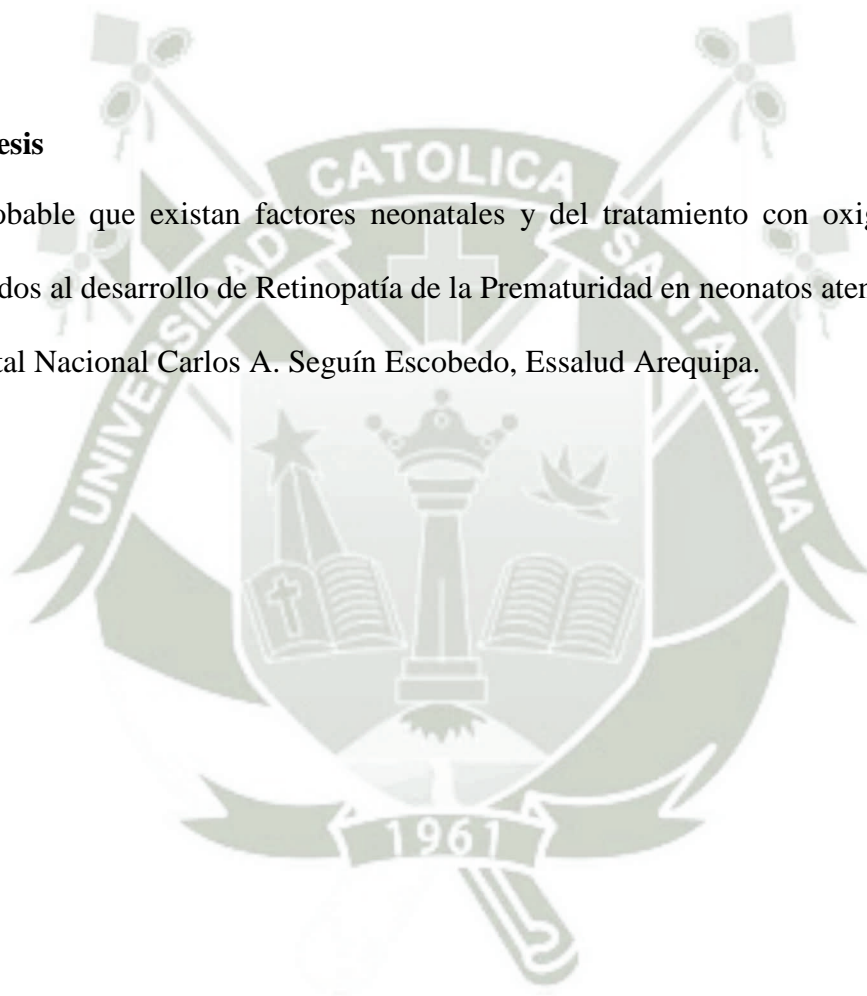 esis
obable que existan factores neonatales y del tratamiento con oxig
dos al desarrollo de Retinopatía de la Prematuridad en neonatos aten
tal Nacional Carlos A. Seguín Escobedo, Essalud Arequipa.
UNIVERSIDAD CATOLICA SANTA MARIA
1961